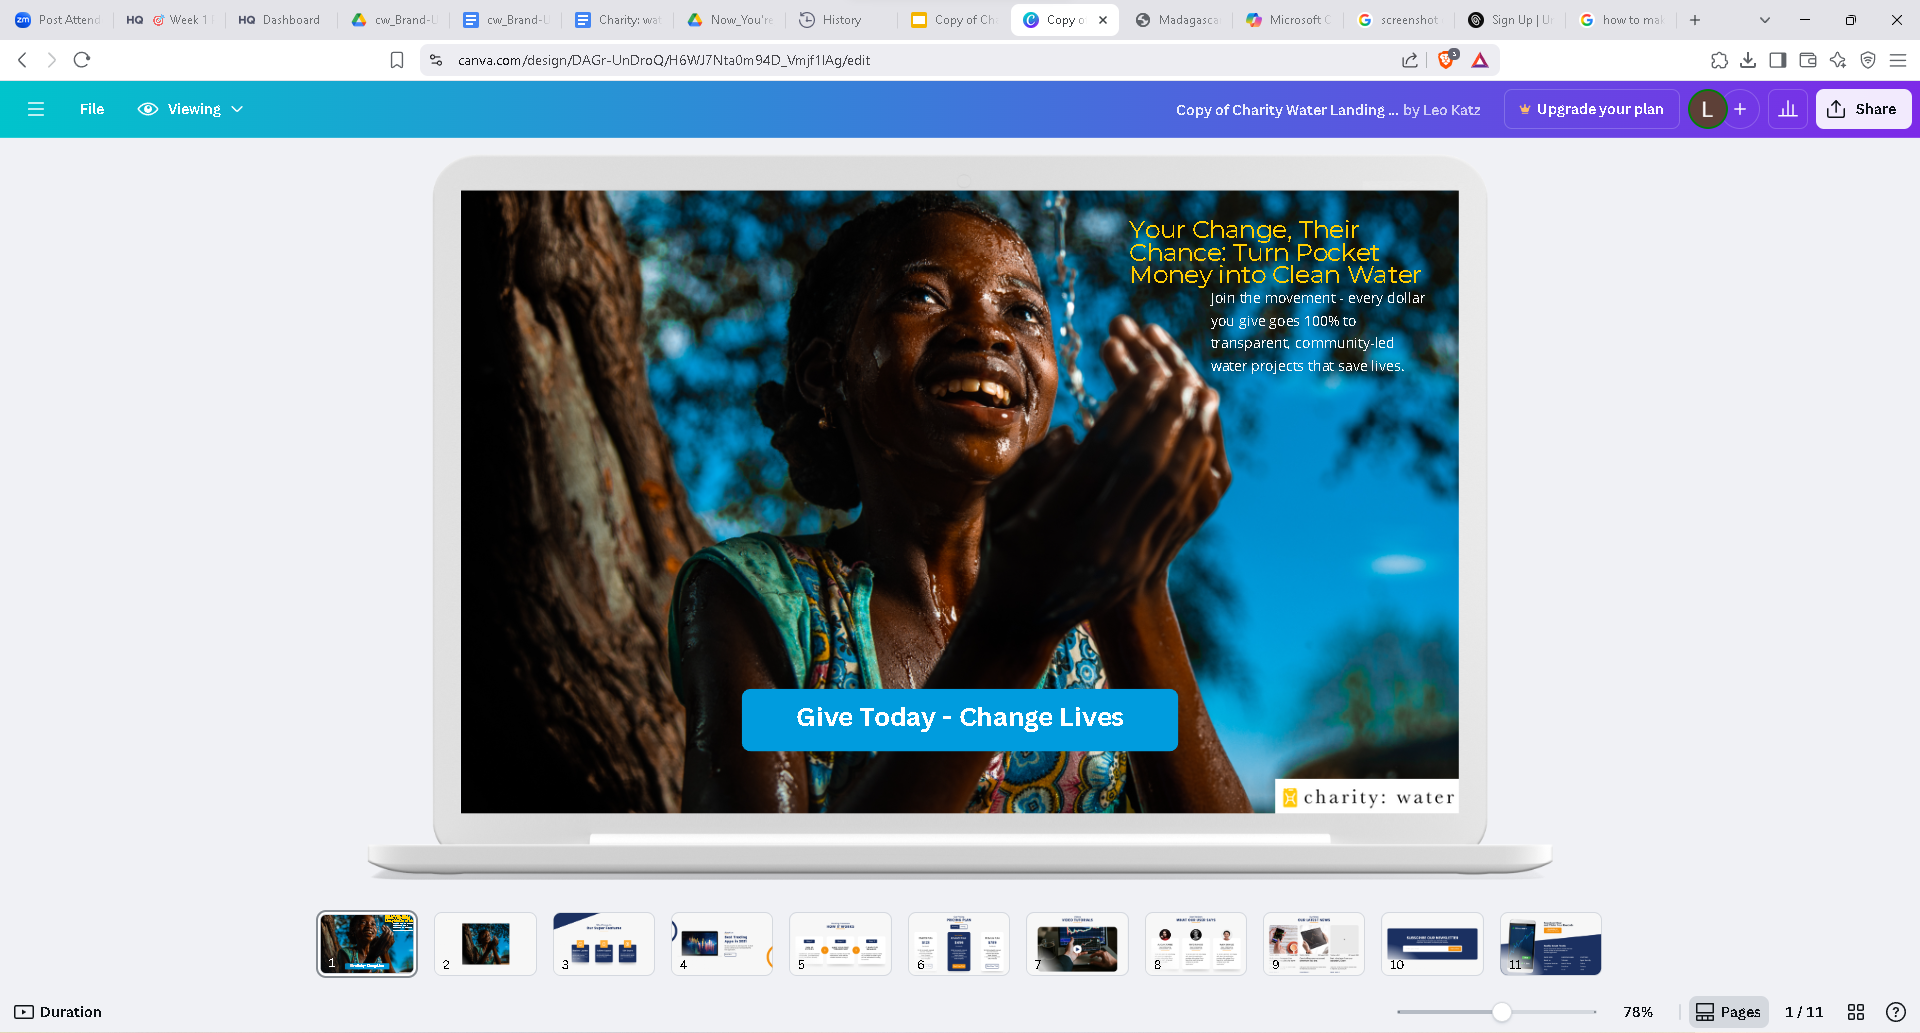 Post Attend
HQ
Week 1 |
HQ Dashboard
cw_Brand-U
cw_Brand-U
Charity: wat
Now_You're
History
Copy of Ch
Copy o
Madagasca
Microsoft C
screenshot
Sign Up | Un
how to mak
canva.com/design/DAGr-UnDroQ/H6WJ7Nta0m94D_Vmjf1IAg/edit
File
Viewing
Copy of Charity Water Landing ... by Leo Katz
Upgrade your plan
L
Share
Your Change, Their
Chance: Turn Pocket
Money into Clean Water
Join the movement - every dollar
you give goes 100% to
transparent, community-led
water projects that save lives.
Give Today - Change Lives
charity: water
1
2
3
4
5
6
7
8
9
10
11
Duration
78%
Pages
1 / 11